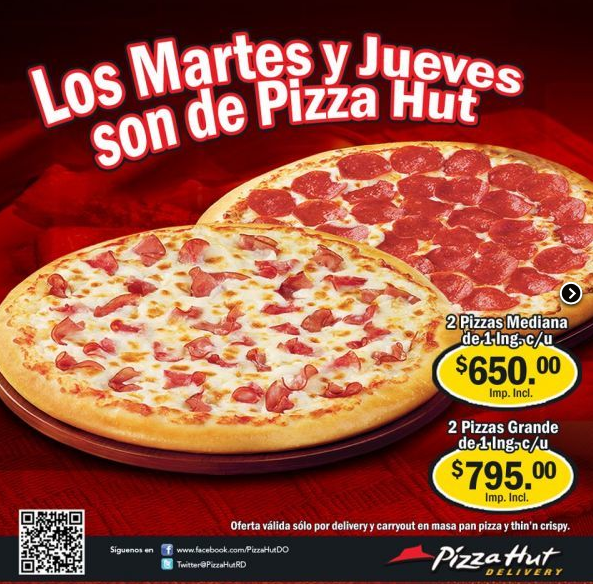 Los Martes y Jueves
son de Pizza Hut
2 Pizzas Mediana
de 1 Ing. c/u
$650.00
Imp. Incl.
2 Pizzas Grande
de 1 Ing. c/u
$795.00
Imp. Incl.
Oferta válida sólo por delivery y carryout en masa pan pizza y thin'n crispy.
Siguenos en
www.facebook.com/PizzaHutDO
Twitter@PizzaHutRD
Pizza Hut
DELIVERY